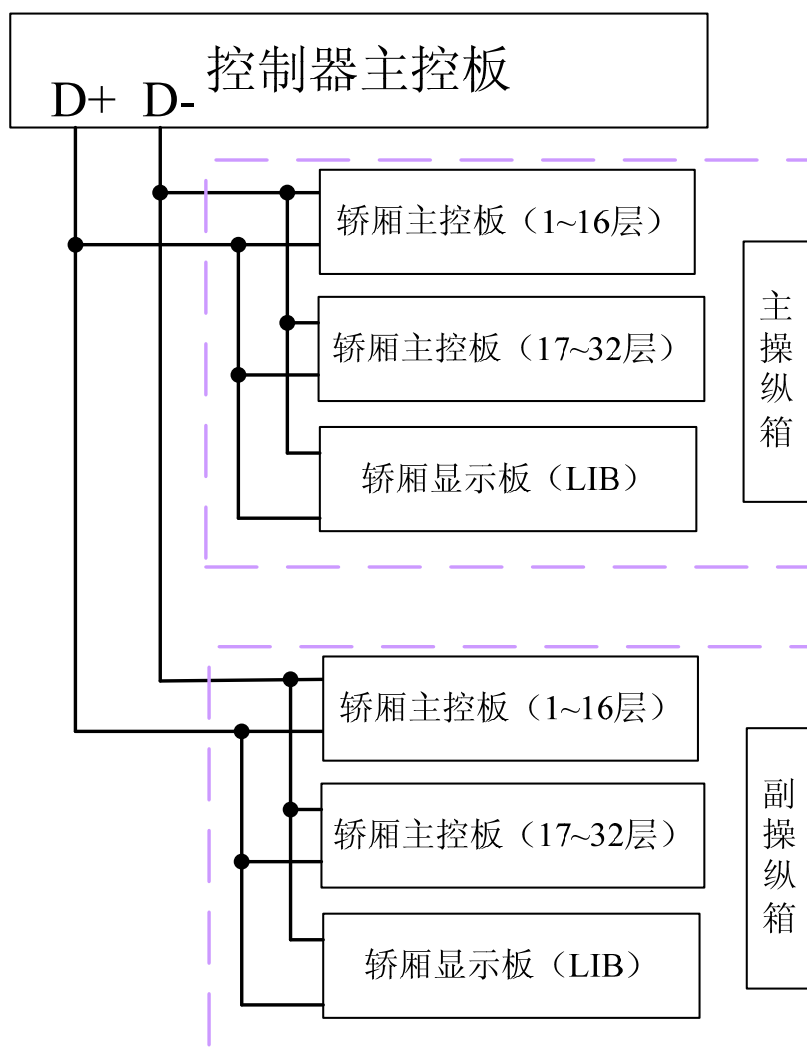 控制器主控板
D+ D-
轿厢主控板（1~16层）
轿厢主控板（17~32层）
轿厢显示板（LIB）
主操纵箱
轿厢主控板（1~16层）
轿厢主控板（17~32层）
轿厢显示板（LIB）
副操纵箱